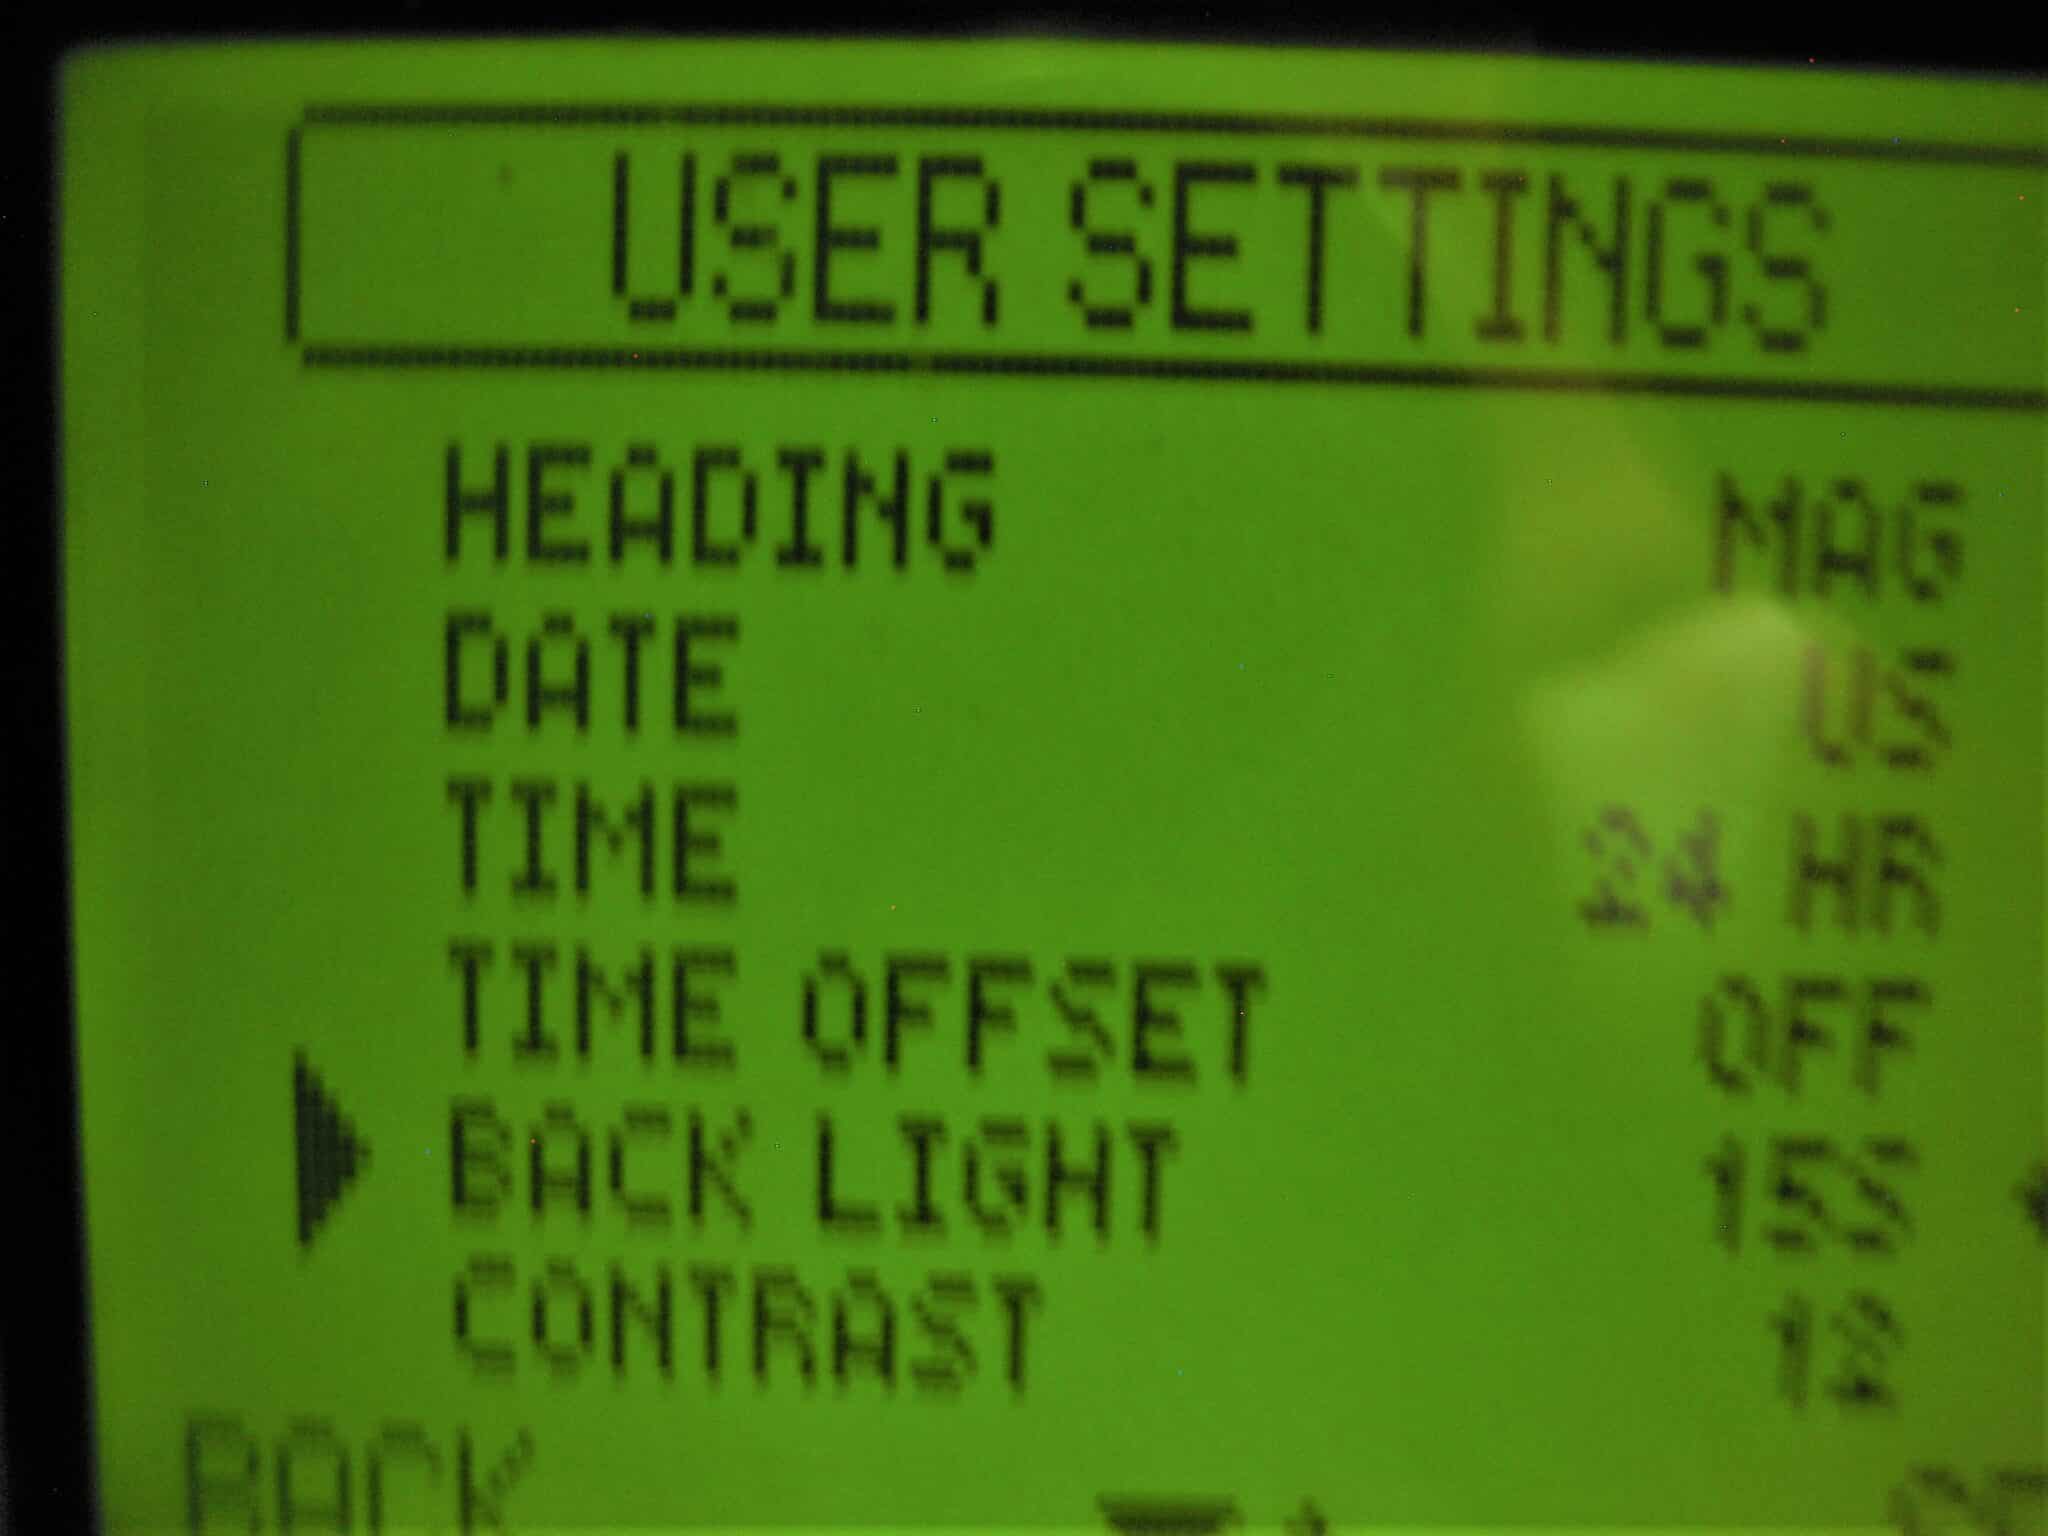 USER SETTINGS
HEADING MAG
DATE US
TIME 24 HR
TIME OFFSET OFF
BACK LIGHT 15S
CONTRAST 12
BACK